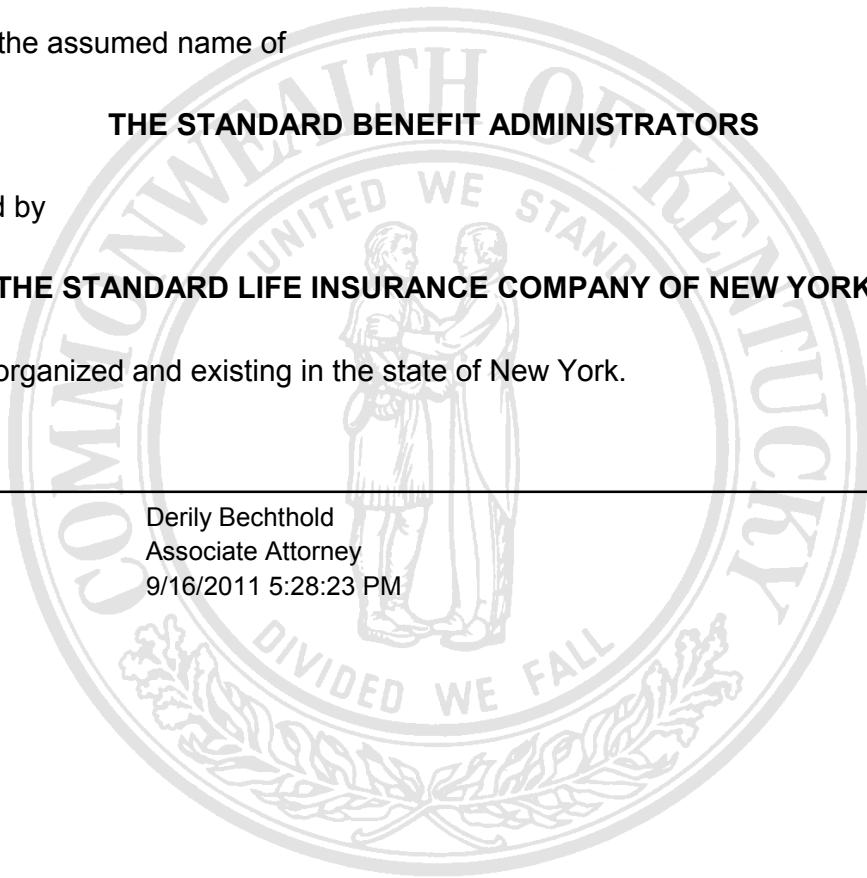 the assumed name of
THE STANDARD BENEFIT ADMINISTRATORS
d by
THE STANDARD LIFE INSURANCE COMPANY OF NEW YORK
organized and existing in the state of New York.
Derily Bechthold
Associate Attorney
9/16/2011 5:28:23 PM
COMMONWEALTH OF KENTUCKY
UNITED WE STAND
DIVIDED WE FALL